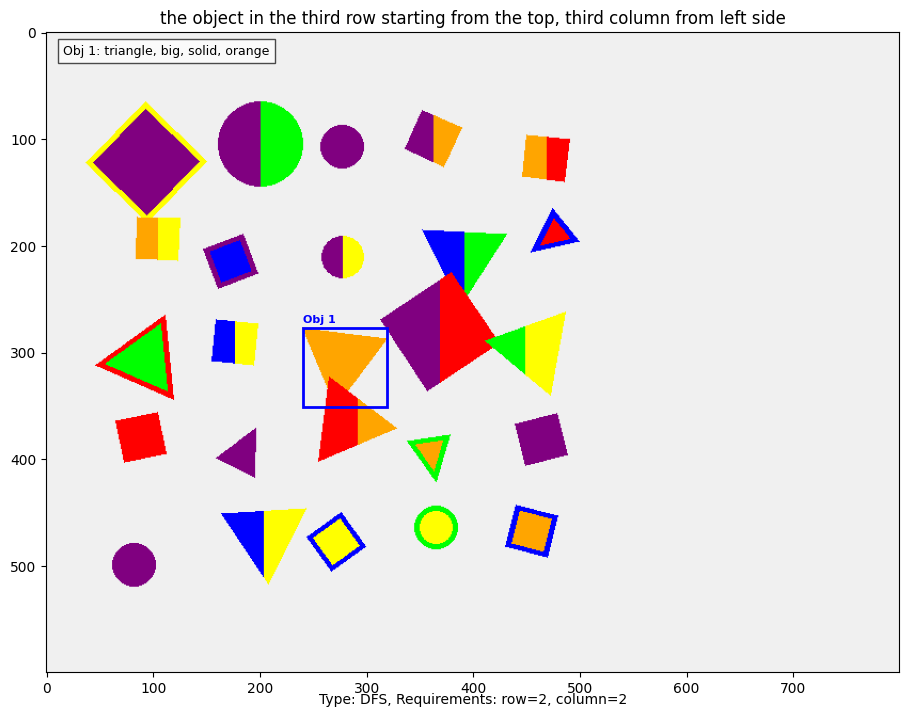 the object in the third row starting from the top, third column from left side
Obj 1: triangle, big, solid, orange
Obj 1
0
100
200
300
400
500
0 100 200 300 400 500 600 700
Type: DFS, Requirements: row=2, column=2